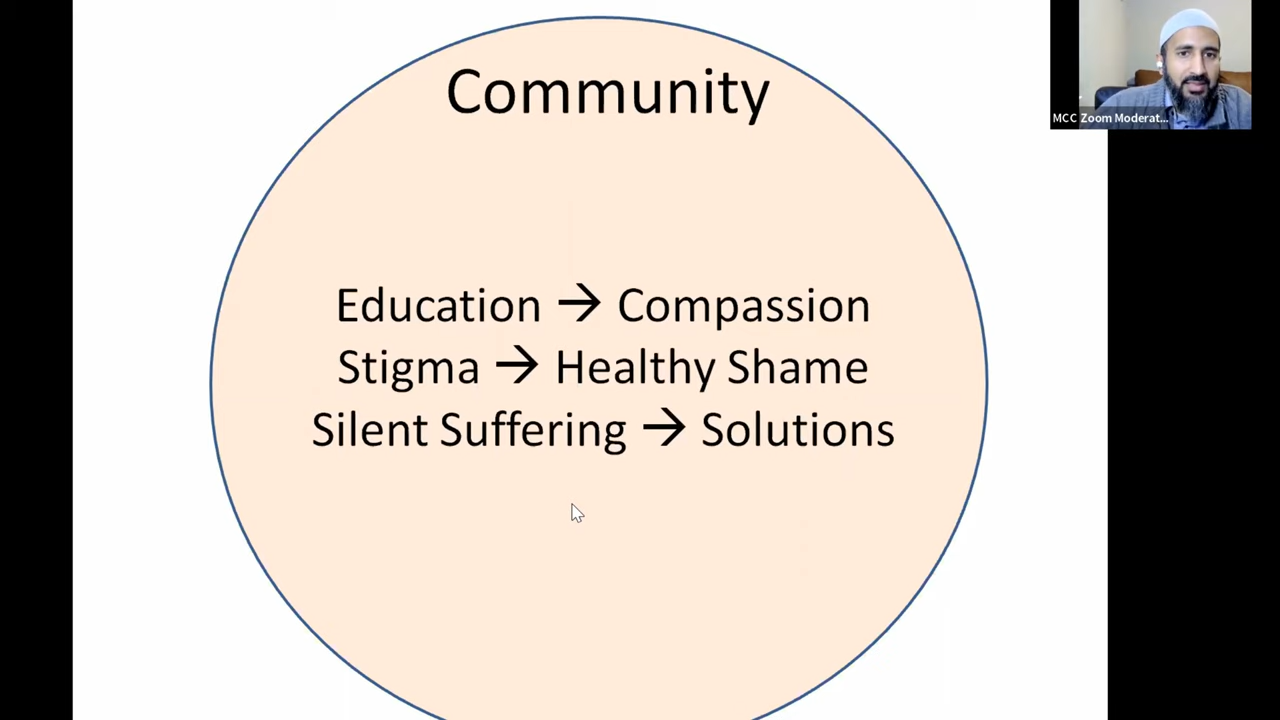 Community
Education → Compassion
Stigma → Healthy Shame
Silent Suffering → Solutions
MCC Zoom Moderat...